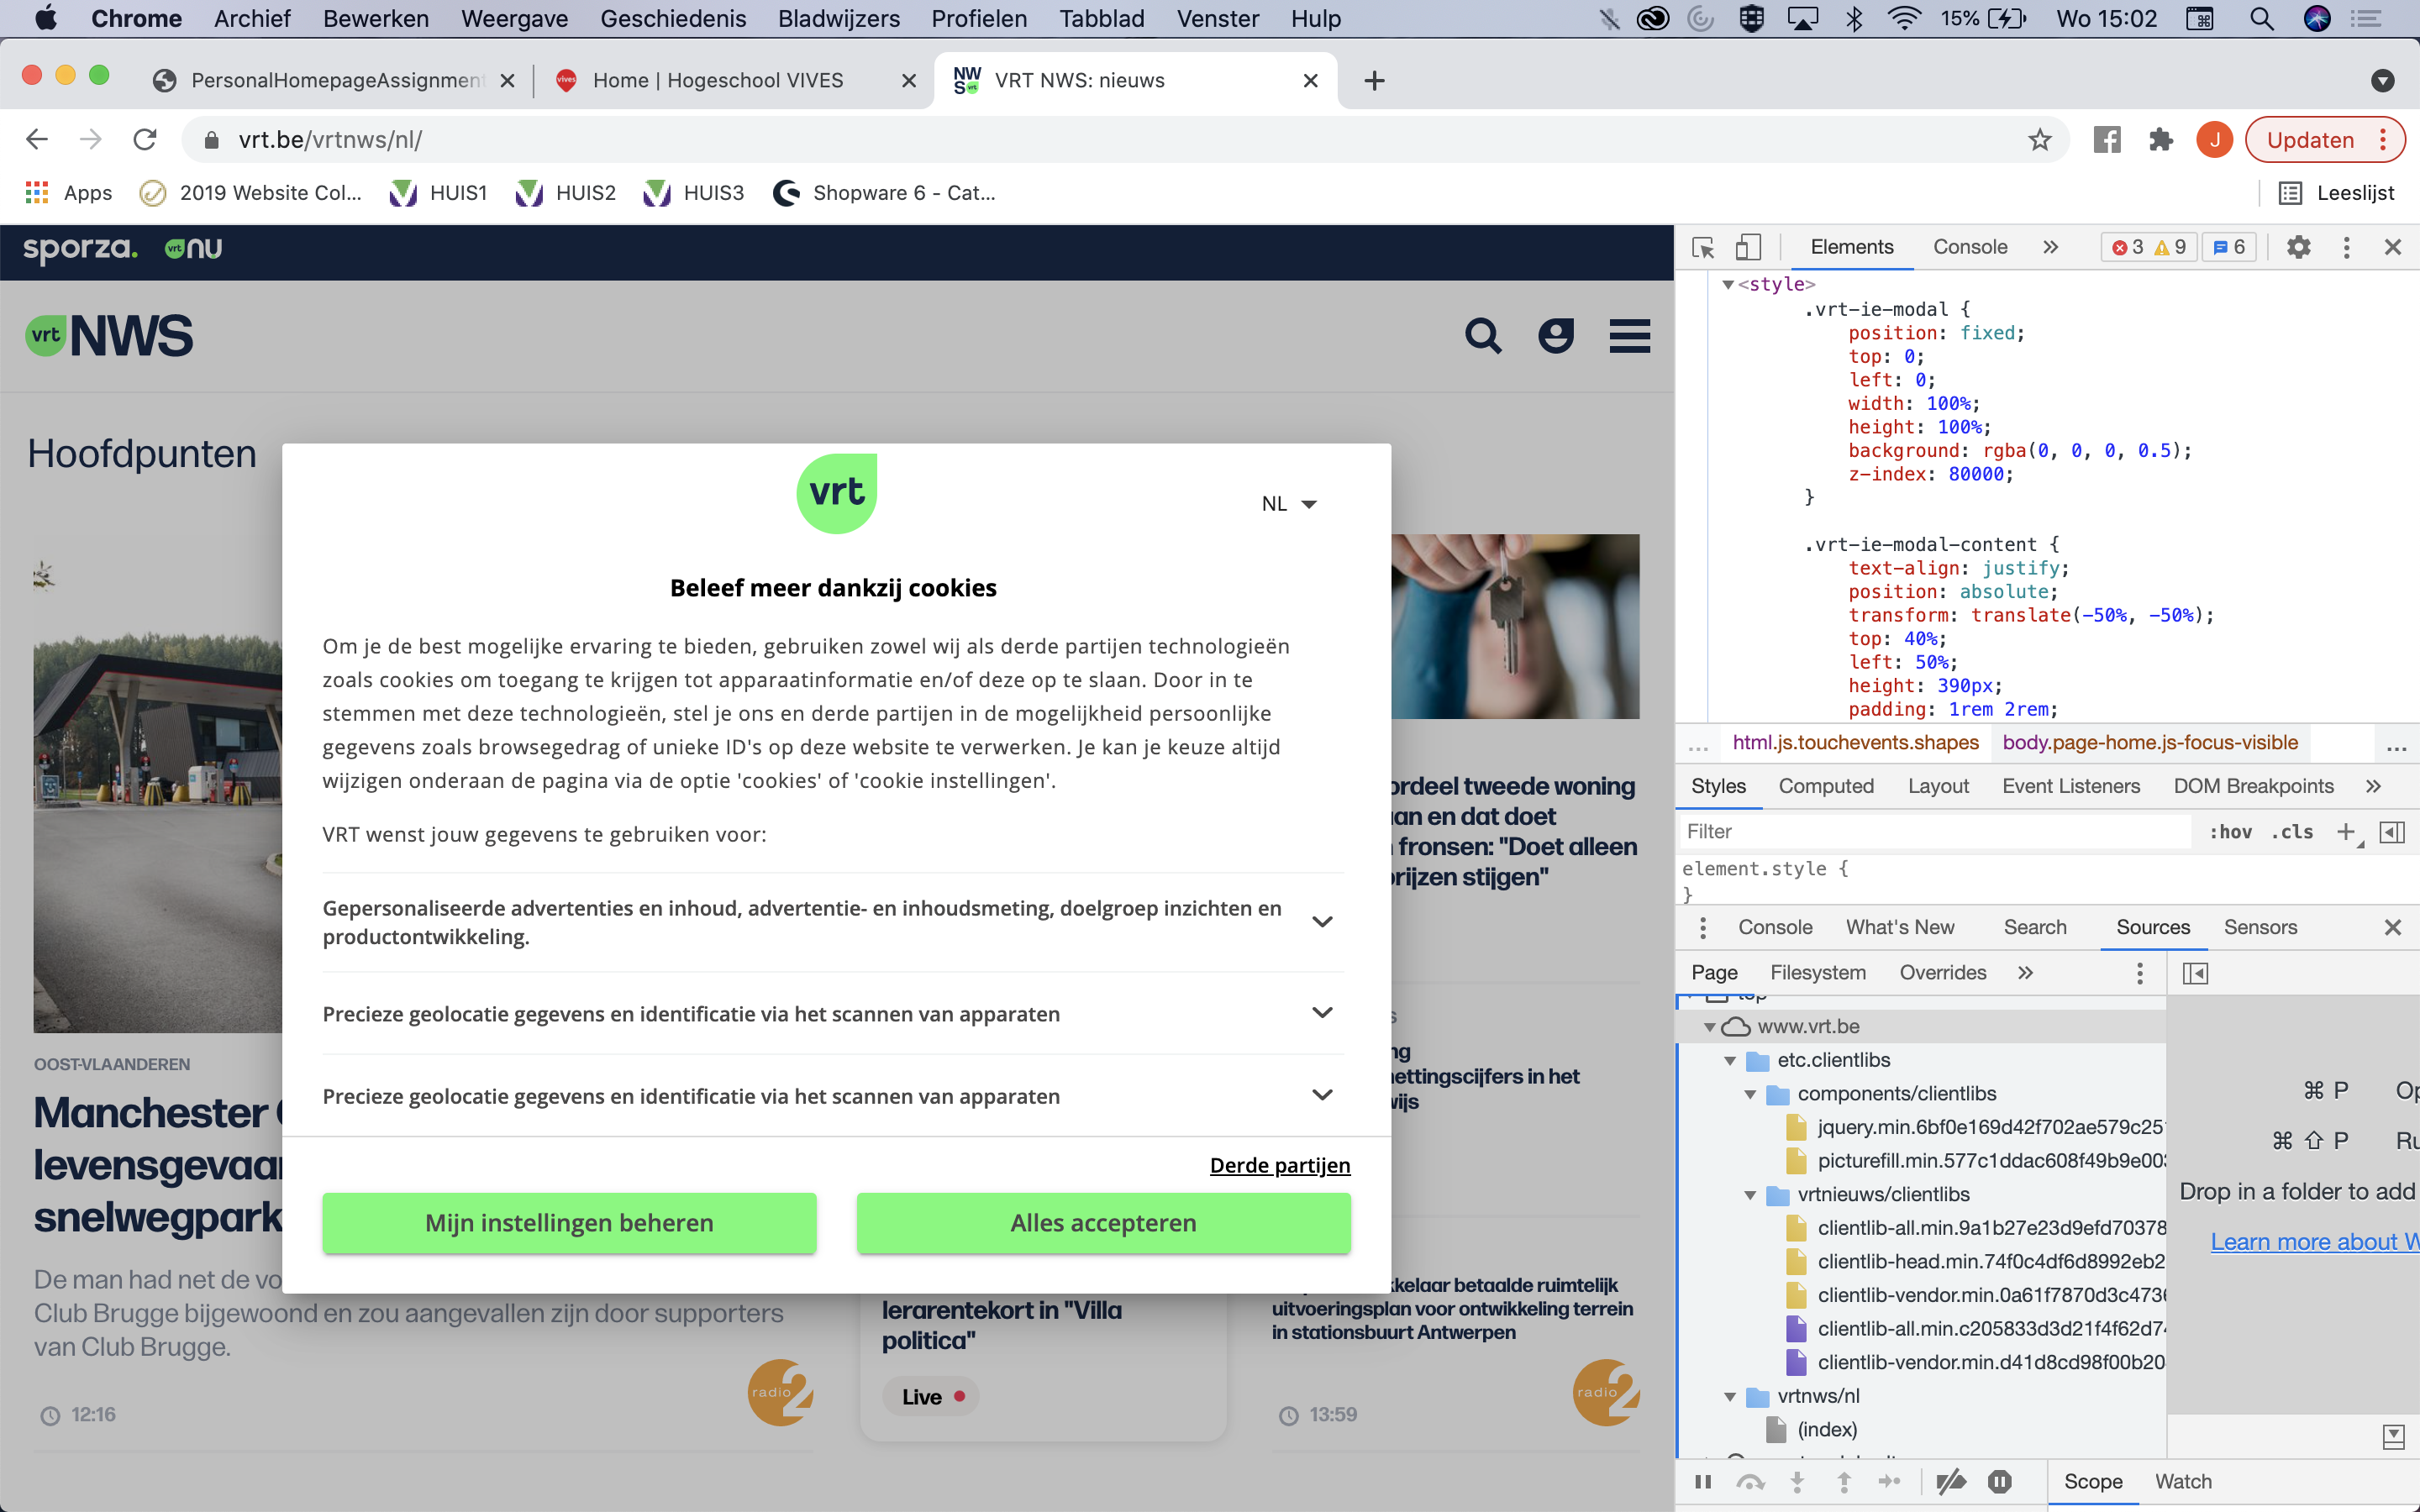 Chrome Archief Bewerken Weergave Geschiedenis Bladwijzers Profielen Tabblad Venster Hulp 15% Wo 15:02
PersonalHomepageAssignment Home | Hogeschool VIVES VRT NWS: nieuws
vrt.be/vrtnws/nl/ J Updaten
Apps 2019 Website Col... HUIS1 HUIS2 HUIS3 Shopware 6 - Cat... Leeslijst
sporza. vrt nu
vrt NWS
Hoofdpunten
vrt
NL
Beleef meer dankzij cookies
Om je de best mogelijke ervaring te bieden, gebruiken zowel wij als derde partijen technologieën
zoals cookies om toegang te krijgen tot apparaatinformatie en/of deze op te slaan. Door in te
stemmen met deze technologieën, stel je ons en derde partijen in de mogelijkheid persoonlijke
gegevens zoals browsegedrag of unieke ID's op deze website te verwerken. Je kan je keuze altijd
wijzigen onderaan de pagina via de optie 'cookies' of 'cookie instellingen'.
VRT wenst jouw gegevens te gebruiken voor:
Gepersonaliseerde advertenties en inhoud, advertentie- en inhoudsmeting, doelgroep inzichten en
productontwikkeling.
Precieze geolocatie gegevens en identificatie via het scannen van apparaten
Precieze geolocatie gegevens en identificatie via het scannen van apparaten
Derde partijen
Mijn instellingen beheren Alles accepteren
OOST-VLAANDEREN
Manchester
levensgevaar
snelwegpark
De man had net de vo
Club Brugge bijgewoond en zou aangevallen zijn door supporters
van Club Brugge.
radio 2
12:16
lerarentekort in "Villa
politica"
Live
ordeel tweede woning
an en dat doet
fronsen: "Doet alleen
rijzen stijgen"
ng
ettingscijfers in het
wijs
kelaar betaalde ruimtelijk
uitvoeringsplan voor ontwikkeling terrein
in stationsbuurt Antwerpen
radio 2
13:59
Elements Console 3 9 6
<style>
.vrt-ie-modal {
position: fixed;
top: 0;
left: 0;
width: 100%;
height: 100%;
background: rgba(0, 0, 0, 0.5);
z-index: 80000;
}
.vrt-ie-modal-content {
text-align: justify;
position: absolute;
transform: translate(-50%, -50%);
top: 40%;
left: 50%;
height: 390px;
padding: 1rem 2rem;
... html.js.touchevents.shapes body.page-home.js-focus-visible ...
Styles Computed Layout Event Listeners DOM Breakpoints
Filter :hov .cls
element.style {
}
Console What's New Search Sources Sensors
Page Filesystem Overrides
top
www.vrt.be
etc.clientlibs
components/clientlibs
jquery.min.6bf0e169d42f702ae579c25
picturefill.min.577c1ddac608f49b9e003
vrtnieuws/clientlibs
clientlib-all.min.9a1b27e23d9efd70378
clientlib-head.min.74f0c4df6d8992eb2
clientlib-vendor.min.0a61f7870d3c4736
clientlib-all.min.c205833d3d21f4f62d74
clientlib-vendor.min.d41d8cd98f00b20
vrtnws/nl
(index)
⌘ P Op
⌘ ⇧ P Ru
Drop in a folder to add
Learn more about W
Scope Watch